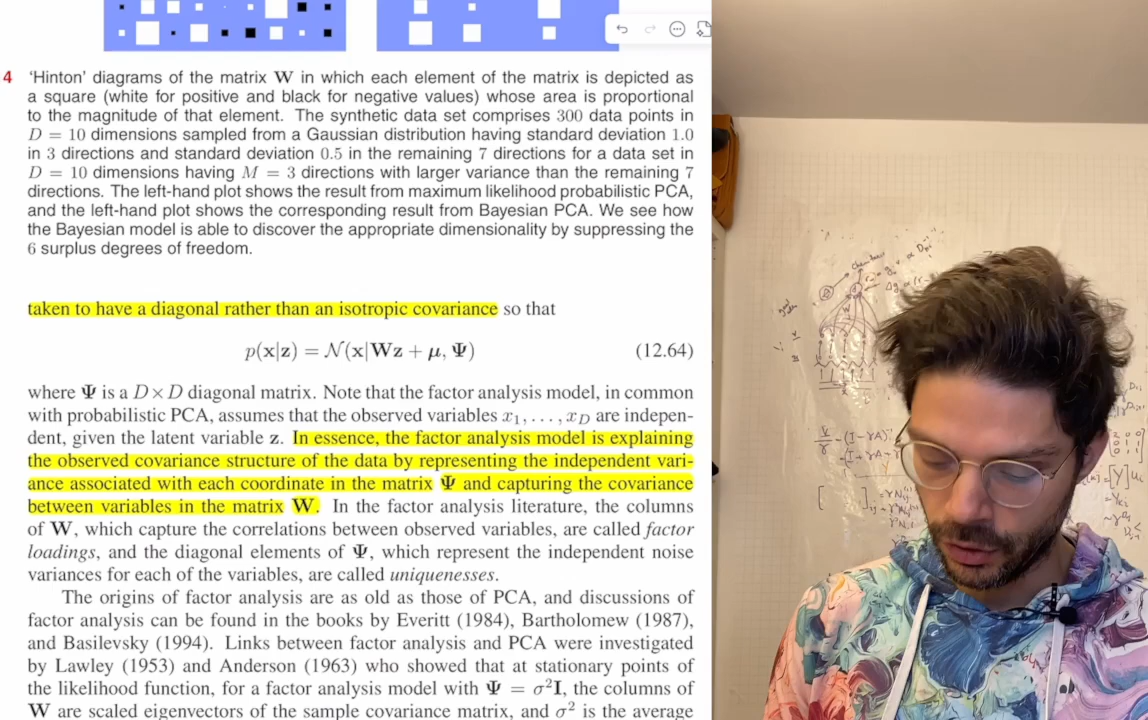 4 'Hinton' diagrams of the matrix W in which each element of the matrix is depicted as
a square (white for positive and black for negative values) whose area is proportional
to the magnitude of that element. The synthetic data set comprises 300 data points in
D = 10 dimensions sampled from a Gaussian distribution having standard deviation 1.0
in 3 directions and standard deviation 0.5 in the remaining 7 directions for a data set in
D = 10 dimensions having M = 3 directions with larger variance than the remaining 7
directions. The left-hand plot shows the result from maximum likelihood probabilistic PCA,
and the left-hand plot shows the corresponding result from Bayesian PCA. We see how
the Bayesian model is able to discover the appropriate dimensionality by suppressing the
6 surplus degrees of freedom.
taken to have a diagonal rather than an isotropic covariance so that
p(x|z) = N(x|Wz + μ, Ψ) (12.64)
where Ψ is a D × D diagonal matrix. Note that the factor analysis model, in common
with probabilistic PCA, assumes that the observed variables x₁, . . . , x_D are indepen-
dent, given the latent variable z. In essence, the factor analysis model is explaining
the observed covariance structure of the data by representing the independent vari-
ance associated with each coordinate in the matrix Ψ and capturing the covariance
between variables in the matrix W. In the factor analysis literature, the columns
of W, which capture the correlations between observed variables, are called factor
loadings, and the diagonal elements of Ψ, which represent the independent noise
variances for each of the variables, are called uniquenesses.
The origins of factor analysis are as old as those of PCA, and discussions of
factor analysis can be found in the books by Everitt (1984), Bartholomew (1987),
and Basilevsky (1994). Links between factor analysis and PCA were investigated
by Lawley (1953) and Anderson (1963) who showed that at stationary points of
the likelihood function, for a factor analysis model with Ψ = σ²I, the columns of
W are scaled eigenvectors of the sample covariance matrix, and σ² is the average